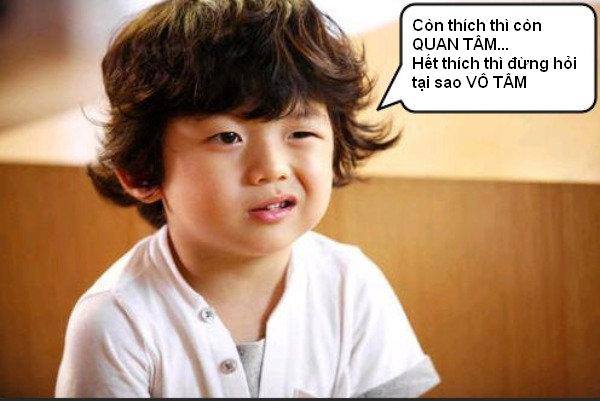 Còn thích thì còn
QUAN TÂM...
Hết thích thì đừng hỏi
tại sao VÔ TÂM